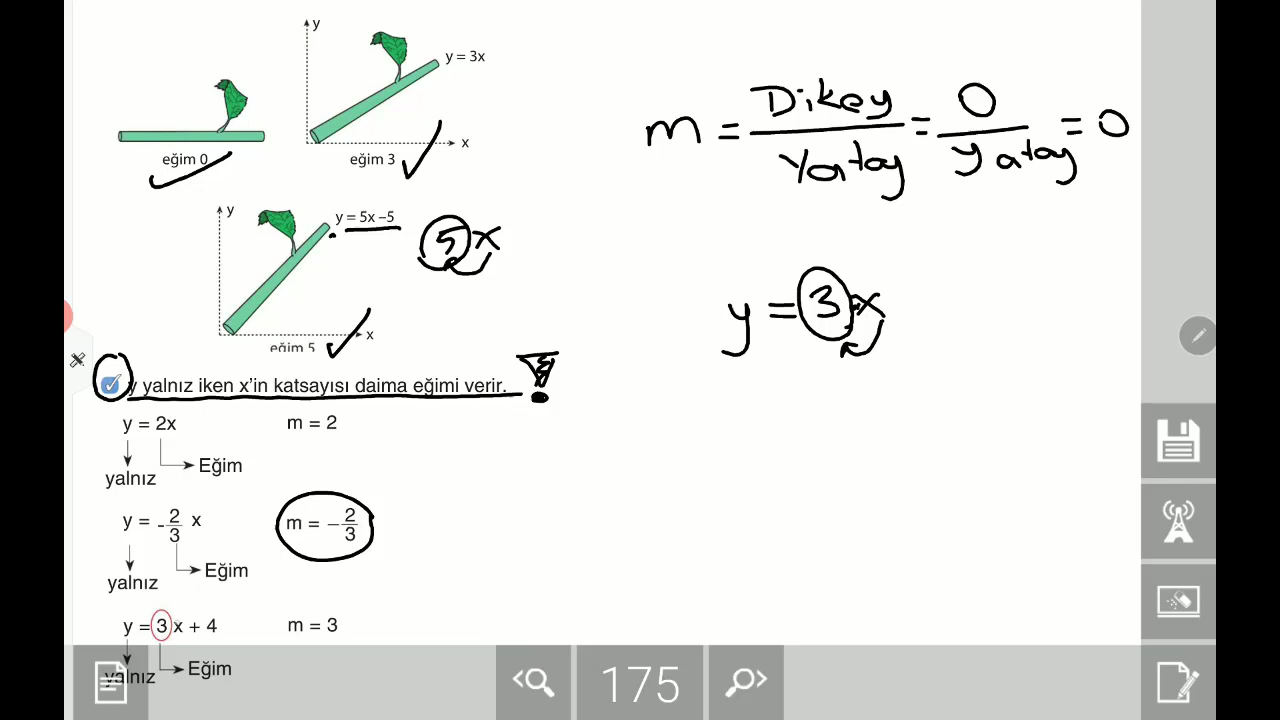 y
y = 3x
x
eğim 0
eğim 3
m = Dikey / Yatay = 0 / Yatay = 0
y
y = 5x –5
5x
x
eğim 5
y = 3x
y yalnız iken x'in katsayısı daima eğimi verir. !
y = 2x
m = 2
Eğim
yalnız
y = -2/3 x
m = −2/3
Eğim
yalnız
y = 3x + 4
m = 3
Eğim
yalnız
175